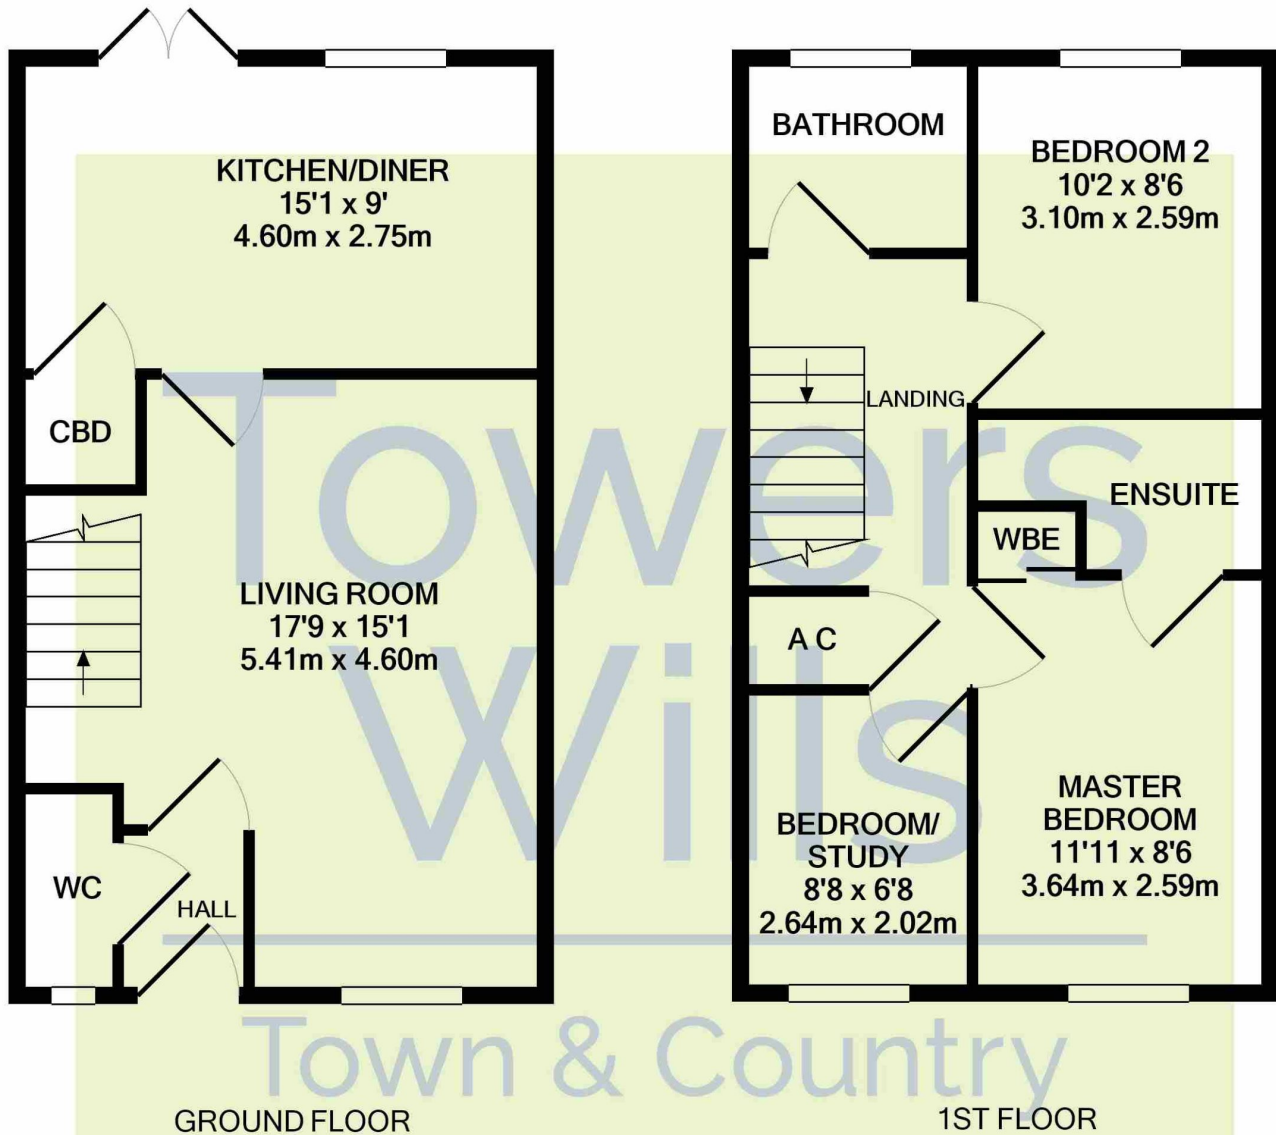 KITCHEN/DINER
15'1 x 9'
4.60m x 2.75m
CBD
LIVING ROOM
17'9 x 15'1
5.41m x 4.60m
WC
HALL
GROUND FLOOR
BATHROOM
BEDROOM 2
10'2 x 8'6
3.10m x 2.59m
LANDING
ENSUITE
WBE
A C
BEDROOM/
STUDY
8'8 x 6'8
2.64m x 2.02m
MASTER
BEDROOM
11'11 x 8'6
3.64m x 2.59m
1ST FLOOR
Towers
Wills
Town & Country